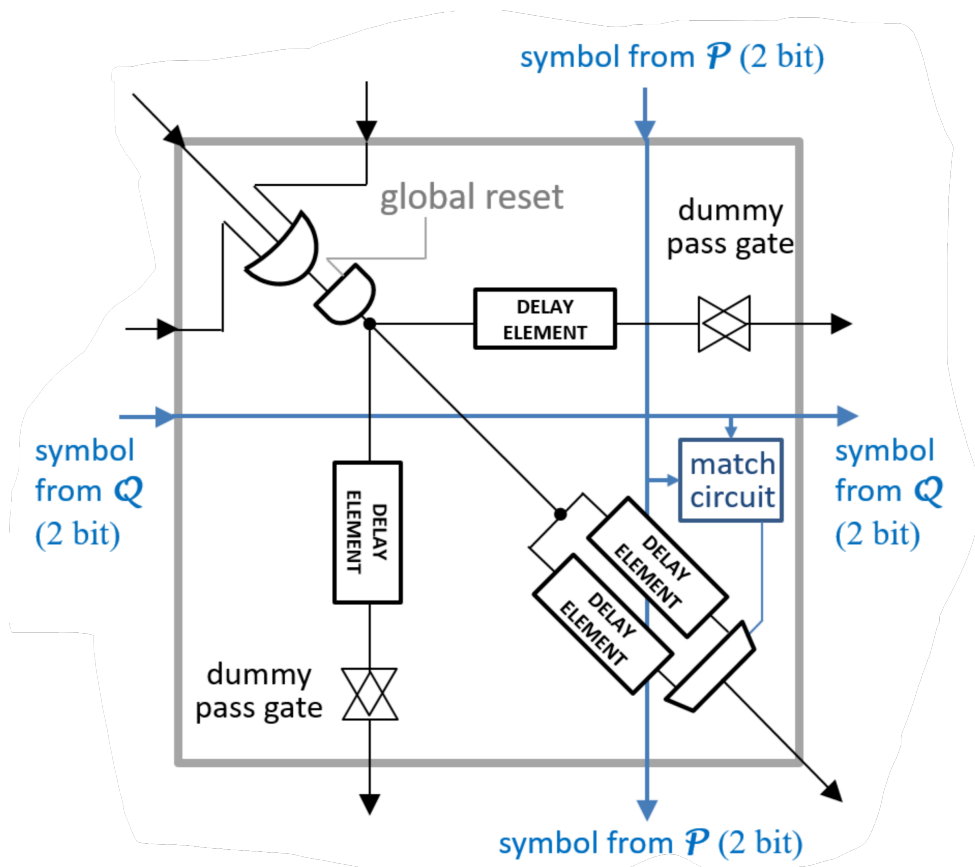 symbol from 𝓟 (2 bit)
global reset
dummy
pass gate
DELAY
ELEMENT
symbol
from 𝓠
(2 bit)
match
circuit
symbol
from 𝓠
(2 bit)
DELAY
ELEMENT
DELAY
ELEMENT
DELAY
ELEMENT
dummy
pass gate
symbol from 𝓟 (2 bit)